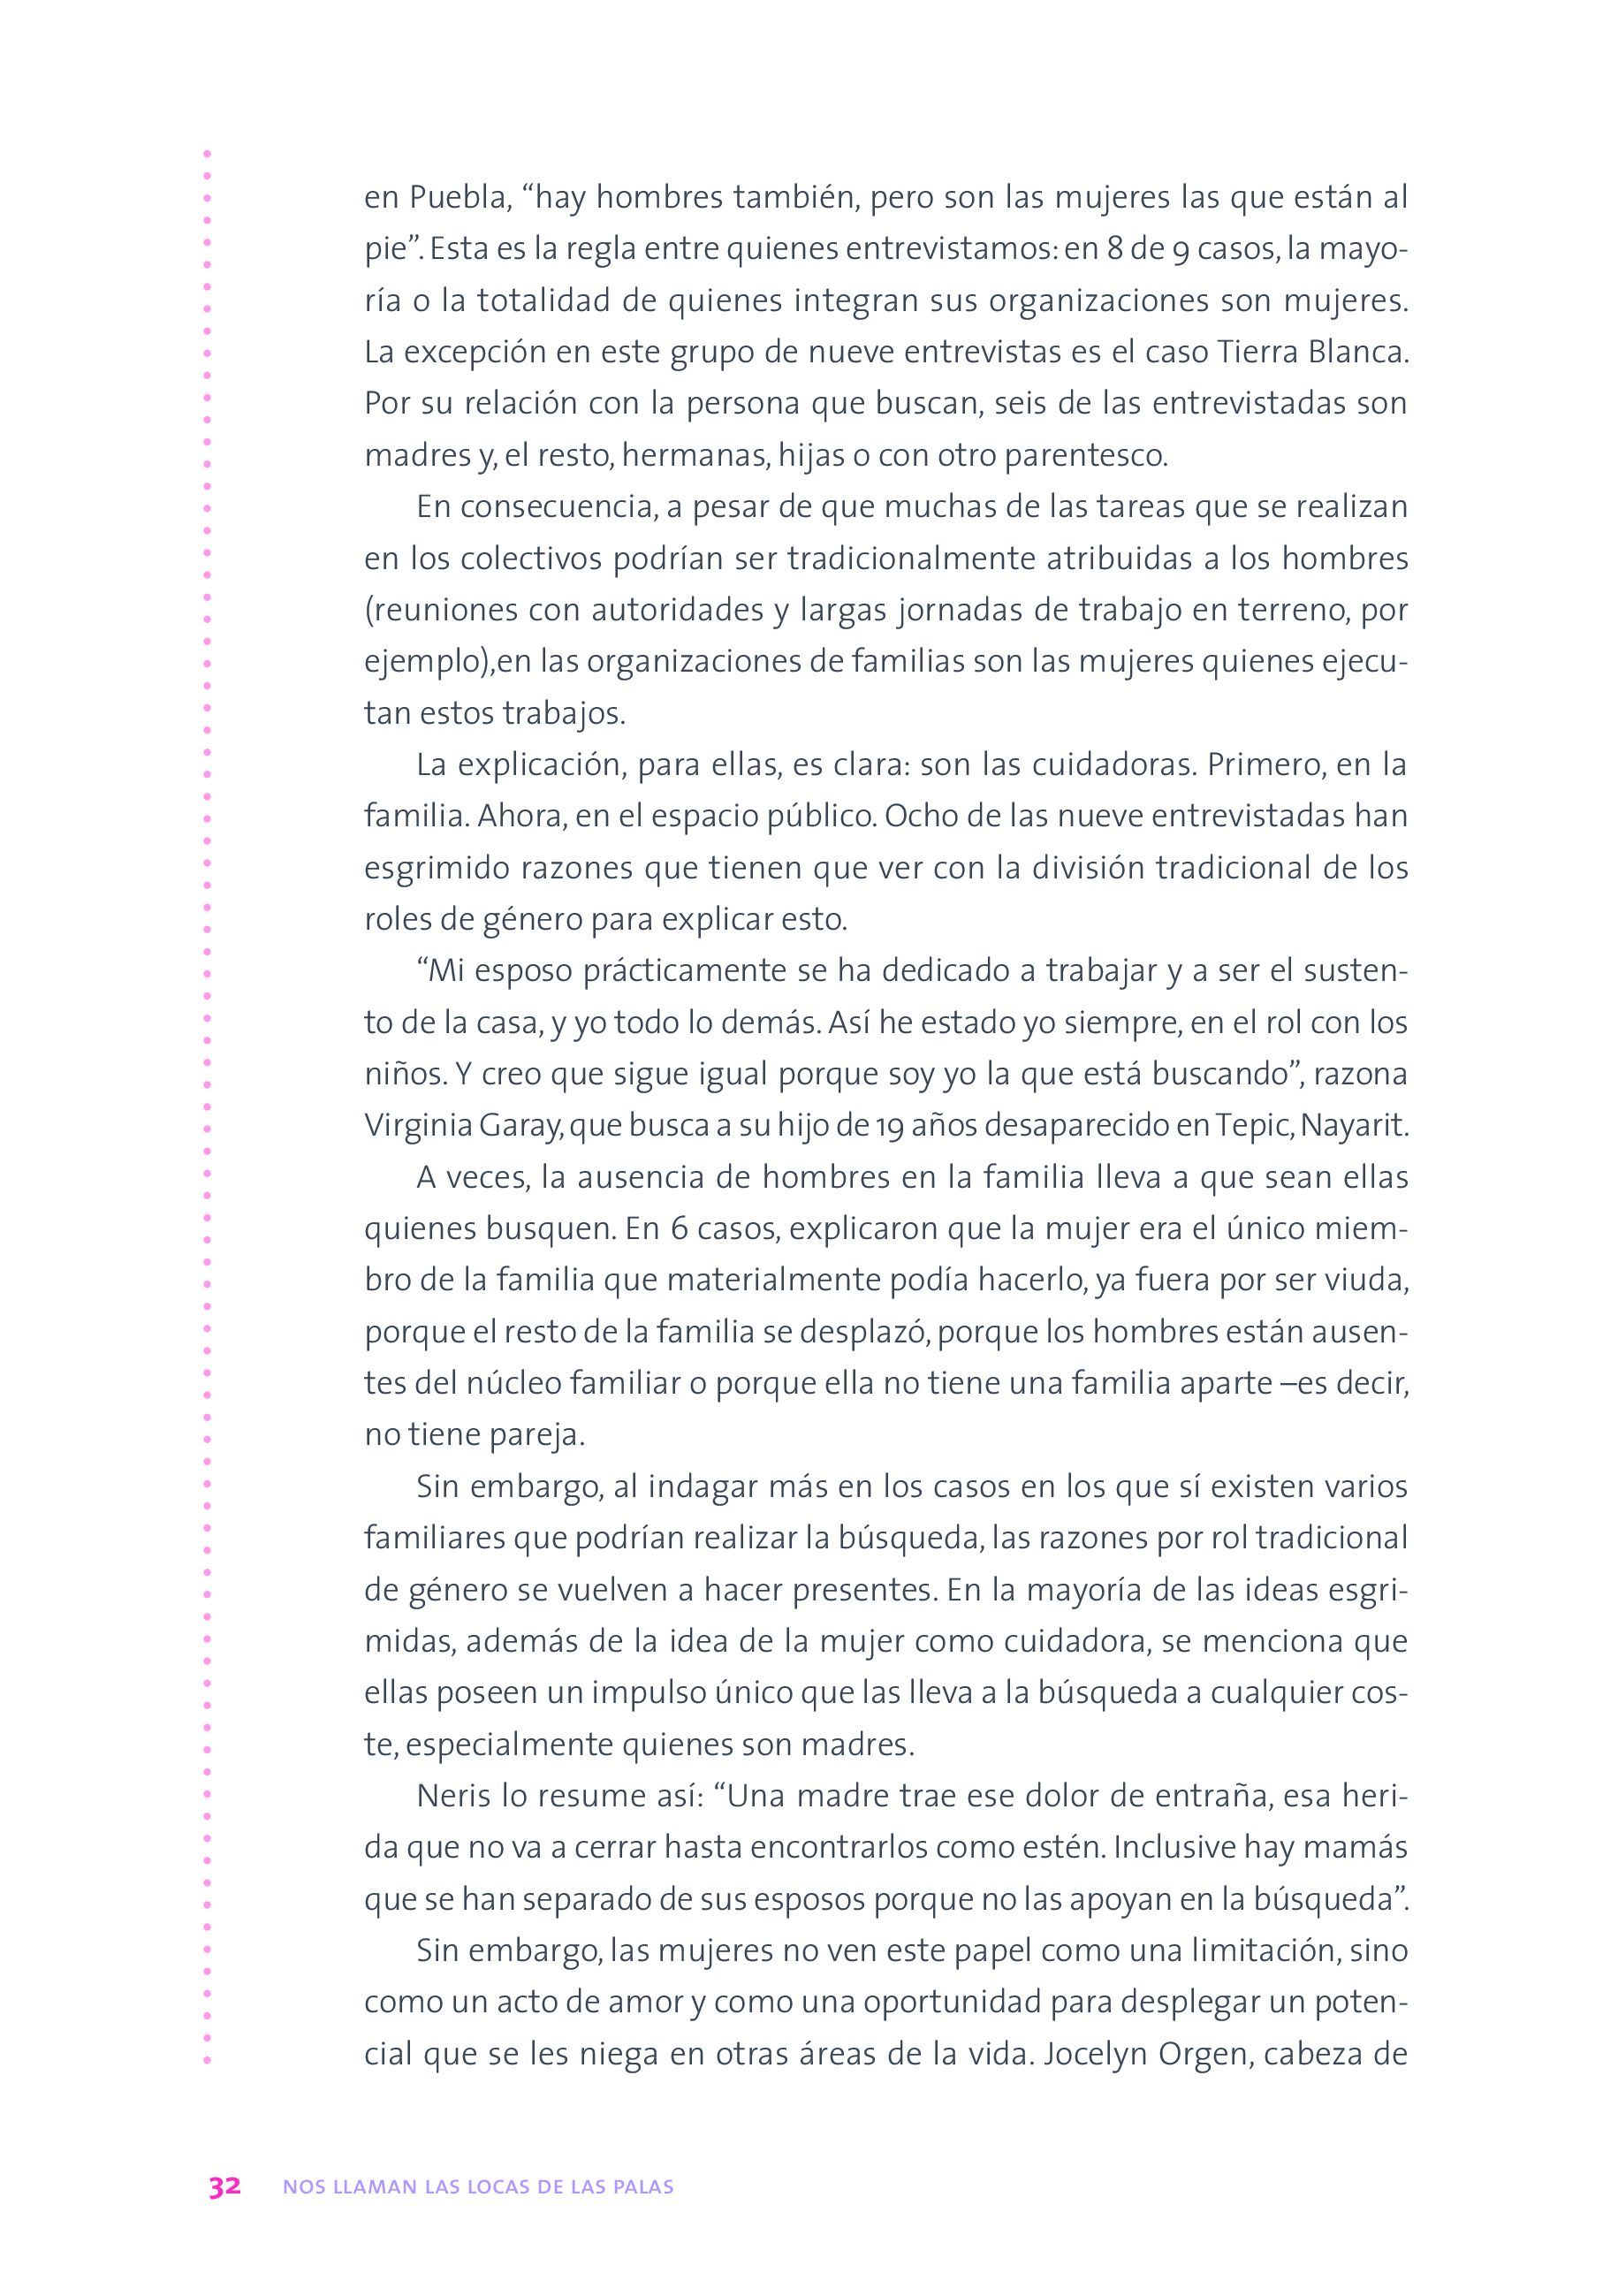 en Puebla, “hay hombres también, pero son las mujeres las que están al
pie”. Esta es la regla entre quienes entrevistamos: en 8 de 9 casos, la mayo-
ría o la totalidad de quienes integran sus organizaciones son mujeres.
La excepción en este grupo de nueve entrevistas es el caso Tierra Blanca.
Por su relación con la persona que buscan, seis de las entrevistadas son
madres y, el resto, hermanas, hijas o con otro parentesco.
En consecuencia, a pesar de que muchas de las tareas que se realizan
en los colectivos podrían ser tradicionalmente atribuidas a los hombres
(reuniones con autoridades y largas jornadas de trabajo en terreno, por
ejemplo),en las organizaciones de familias son las mujeres quienes ejecu-
tan estos trabajos.
La explicación, para ellas, es clara: son las cuidadoras. Primero, en la
familia. Ahora, en el espacio público. Ocho de las nueve entrevistadas han
esgrimido razones que tienen que ver con la división tradicional de los
roles de género para explicar esto.
“Mi esposo prácticamente se ha dedicado a trabajar y a ser el susten-
to de la casa, y yo todo lo demás. Así he estado yo siempre, en el rol con los
niños. Y creo que sigue igual porque soy yo la que está buscando”, razona
Virginia Garay, que busca a su hijo de 19 años desaparecido en Tepic, Nayarit.
A veces, la ausencia de hombres en la familia lleva a que sean ellas
quienes busquen. En 6 casos, explicaron que la mujer era el único miem-
bro de la familia que materialmente podía hacerlo, ya fuera por ser viuda,
porque el resto de la familia se desplazó, porque los hombres están ausen-
tes del núcleo familiar o porque ella no tiene una familia aparte –es decir,
no tiene pareja.
Sin embargo, al indagar más en los casos en los que sí existen varios
familiares que podrían realizar la búsqueda, las razones por rol tradicional
de género se vuelven a hacer presentes. En la mayoría de las ideas esgri-
midas, además de la idea de la mujer como cuidadora, se menciona que
ellas poseen un impulso único que las lleva a la búsqueda a cualquier cos-
te, especialmente quienes son madres.
Neris lo resume así: “Una madre trae ese dolor de entraña, esa heri-
da que no va a cerrar hasta encontrarlos como estén. Inclusive hay mamás
que se han separado de sus esposos porque no las apoyan en la búsqueda”.
Sin embargo, las mujeres no ven este papel como una limitación, sino
como un acto de amor y como una oportunidad para desplegar un poten-
cial que se les niega en otras áreas de la vida. Jocelyn Orgen, cabeza de
32 NOS LLAMAN LAS LOCAS DE LAS PALAS